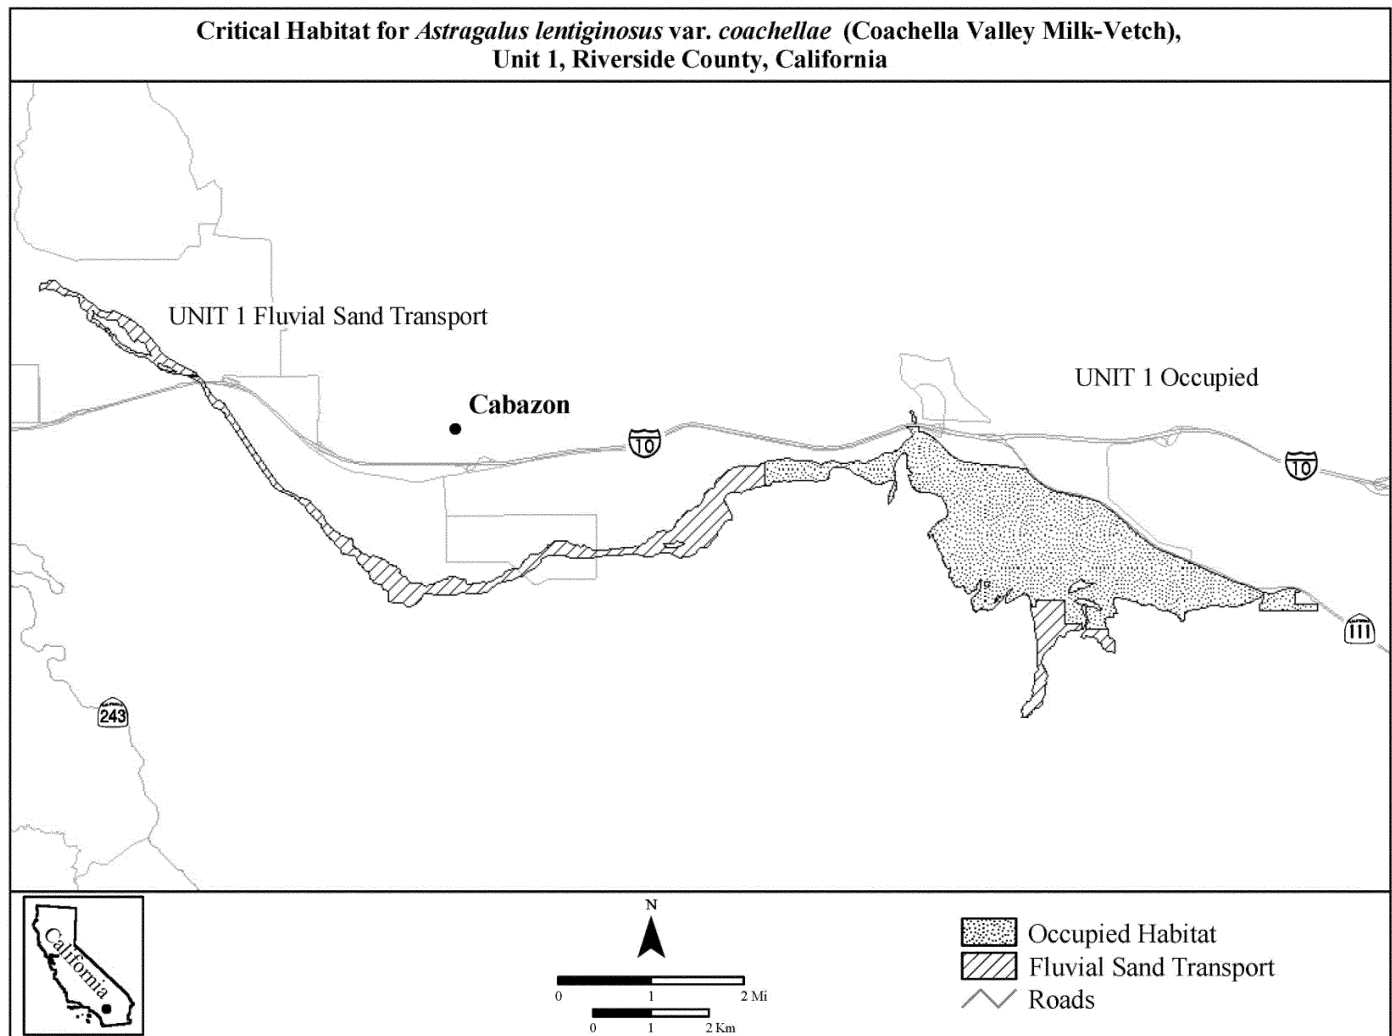 Critical Habitat for Astragalus lentiginosus var. coachellae (Coachella Valley Milk-Vetch),
Unit 1, Riverside County, California
UNIT 1 Fluvial Sand Transport
UNIT 1 Occupied
Cabazon
10
10
111
243
California
N
0 1 2 Mi
0 1 2 Km
Occupied Habitat
Fluvial Sand Transport
Roads